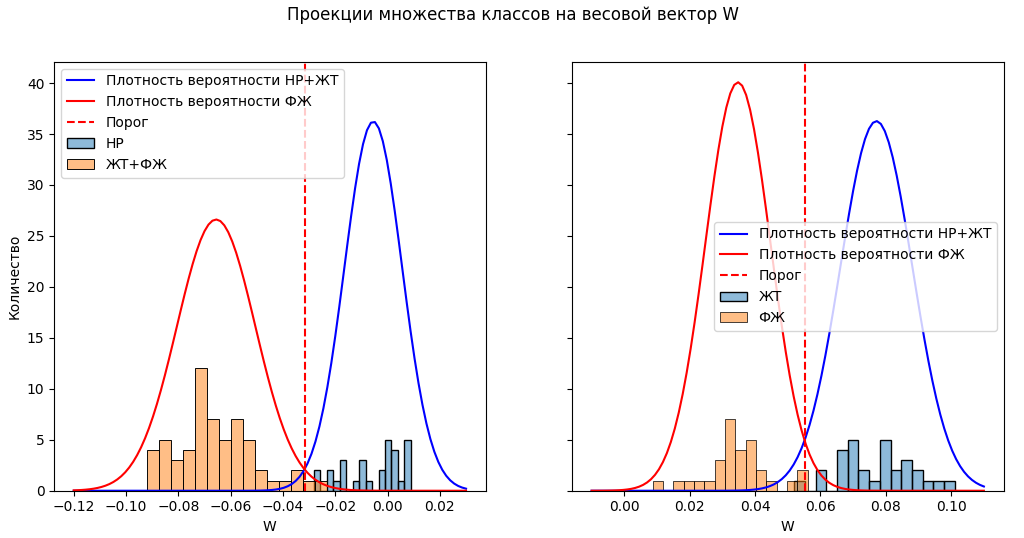 Проекции множества классов на весовой вектор W
Количество
40
35
30
25
20
15
10
5
0
Плотность вероятности НР+ЖТ
Плотность вероятности ФЖ
Порог
НР
ЖТ+ФЖ
−0.12 −0.10 −0.08 −0.06 −0.04 −0.02 0.00 0.02
W
Плотность вероятности НР+ЖТ
Плотность вероятности ФЖ
Порог
ЖТ
ФЖ
0.00 0.02 0.04 0.06 0.08 0.10
W